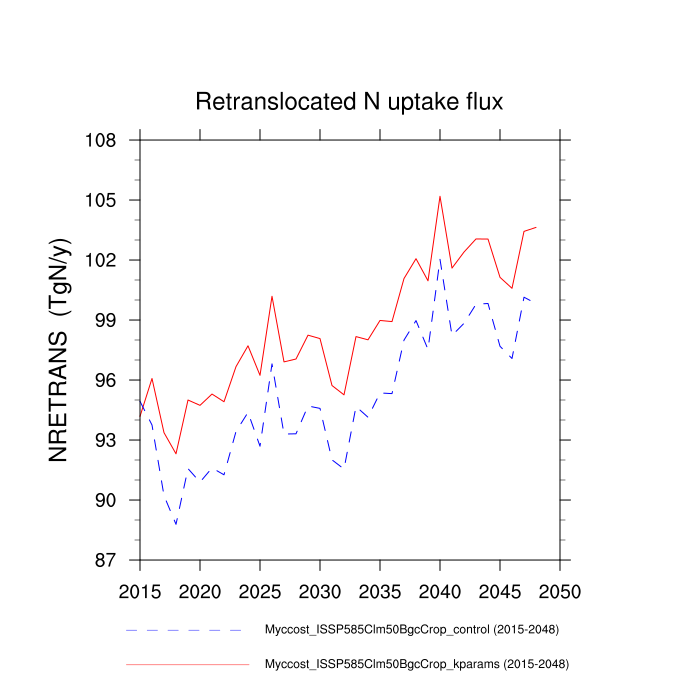 Retranslocated N uptake flux
NRETRANS (TgN/y)
108
105
102
99
96
93
90
87
2015 2020 2025 2030 2035 2040 2045 2050
Myccost_ISSP585Clm50BgcCrop_control (2015-2048)
Myccost_ISSP585Clm50BgcCrop_kparams (2015-2048)